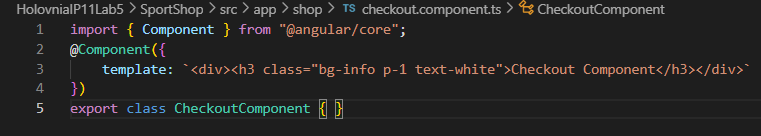 HolovniaIP11Lab5 > SportShop > src > app > shop > TS checkout.component.ts > CheckoutComponent
1 import { Component } from "@angular/core";
2 @Component({
3 template: `<div><h3 class="bg-info p-1 text-white">Checkout Component</h3></div>`
4 })
5 export class CheckoutComponent { }